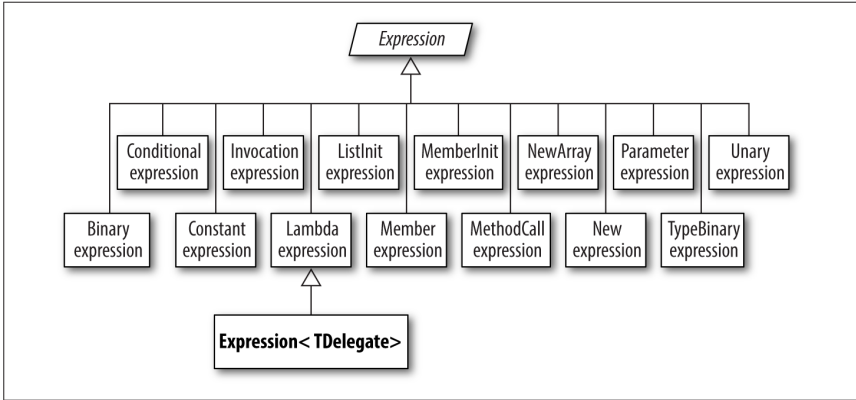 Expression
Conditional
expression
Invocation
expression
ListInit
expression
MemberInit
expression
NewArray
expression
Parameter
expression
Unary
expression
Binary
expression
Constant
expression
Lambda
expression
Member
expression
MethodCall
expression
New
expression
TypeBinary
expression
Expression< TDelegate>